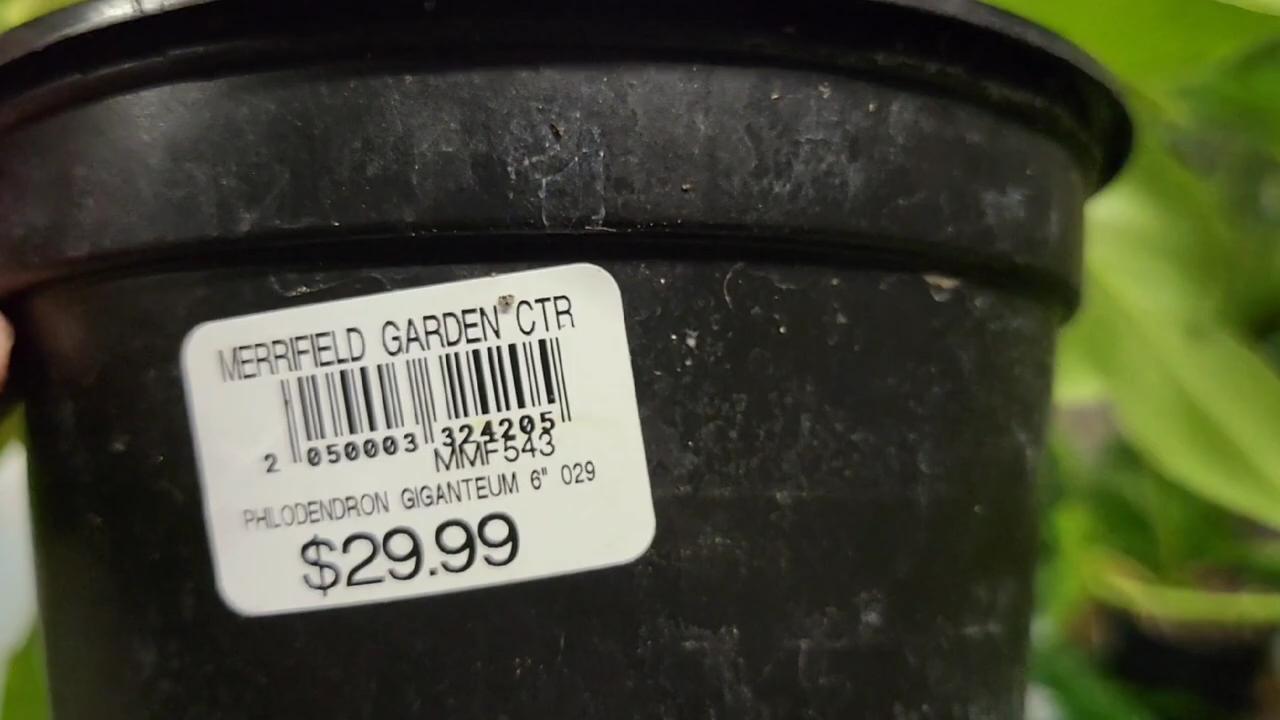 MERRIFIELD GARDEN CTR
2 050003 324205
MMF543
PHILODENDRON GIGANTEUM 6" 029
$29.99